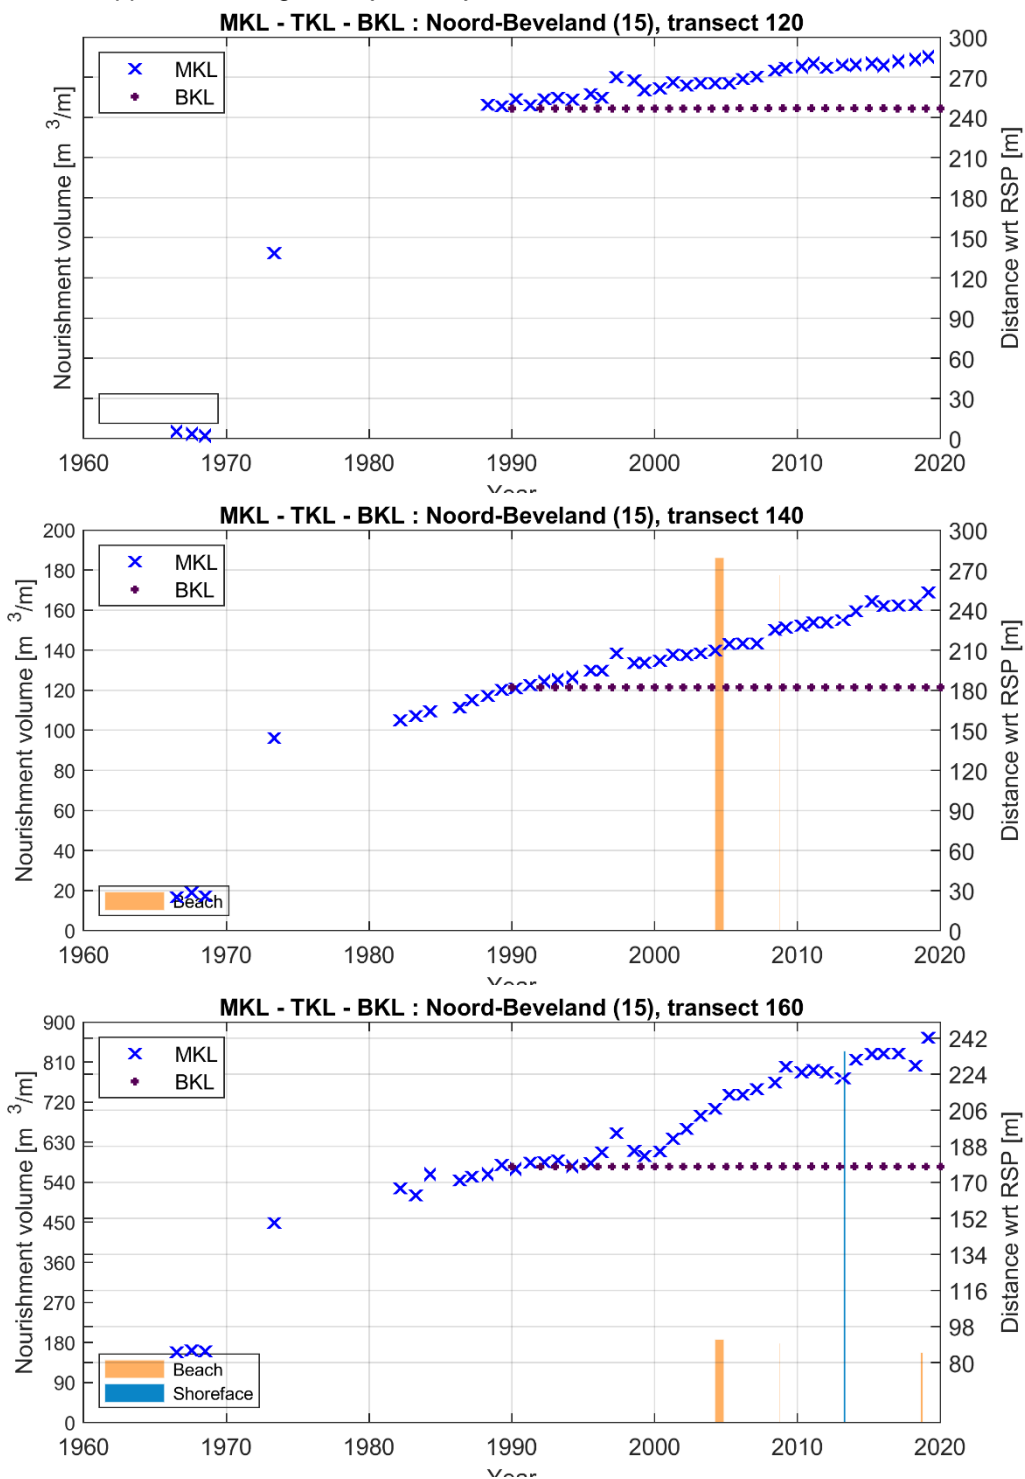 MKL - TKL - BKL : Noord-Beveland (15), transect 120
MKL
BKL
Nourishment volume [m 3/m]
300
270
240
210
180
150
120
90
60
30
0
Distance wrt RSP [m]
1960 1970 1980 1990 2000 2010 2020
Year
MKL - TKL - BKL : Noord-Beveland (15), transect 140
MKL
BKL
Nourishment volume [m 3/m]
200
180
160
140
120
100
80
60
40
20
0
300
270
240
210
180
150
120
90
60
30
0
Distance wrt RSP [m]
Beach
1960 1970 1980 1990 2000 2010 2020
Year
MKL - TKL - BKL : Noord-Beveland (15), transect 160
MKL
BKL
Nourishment volume [m 3/m]
900
810
720
630
540
450
360
270
180
90
0
242
224
206
188
170
152
134
116
98
80
Distance wrt RSP [m]
Beach
Shoreface
1960 1970 1980 1990 2000 2010 2020
Year